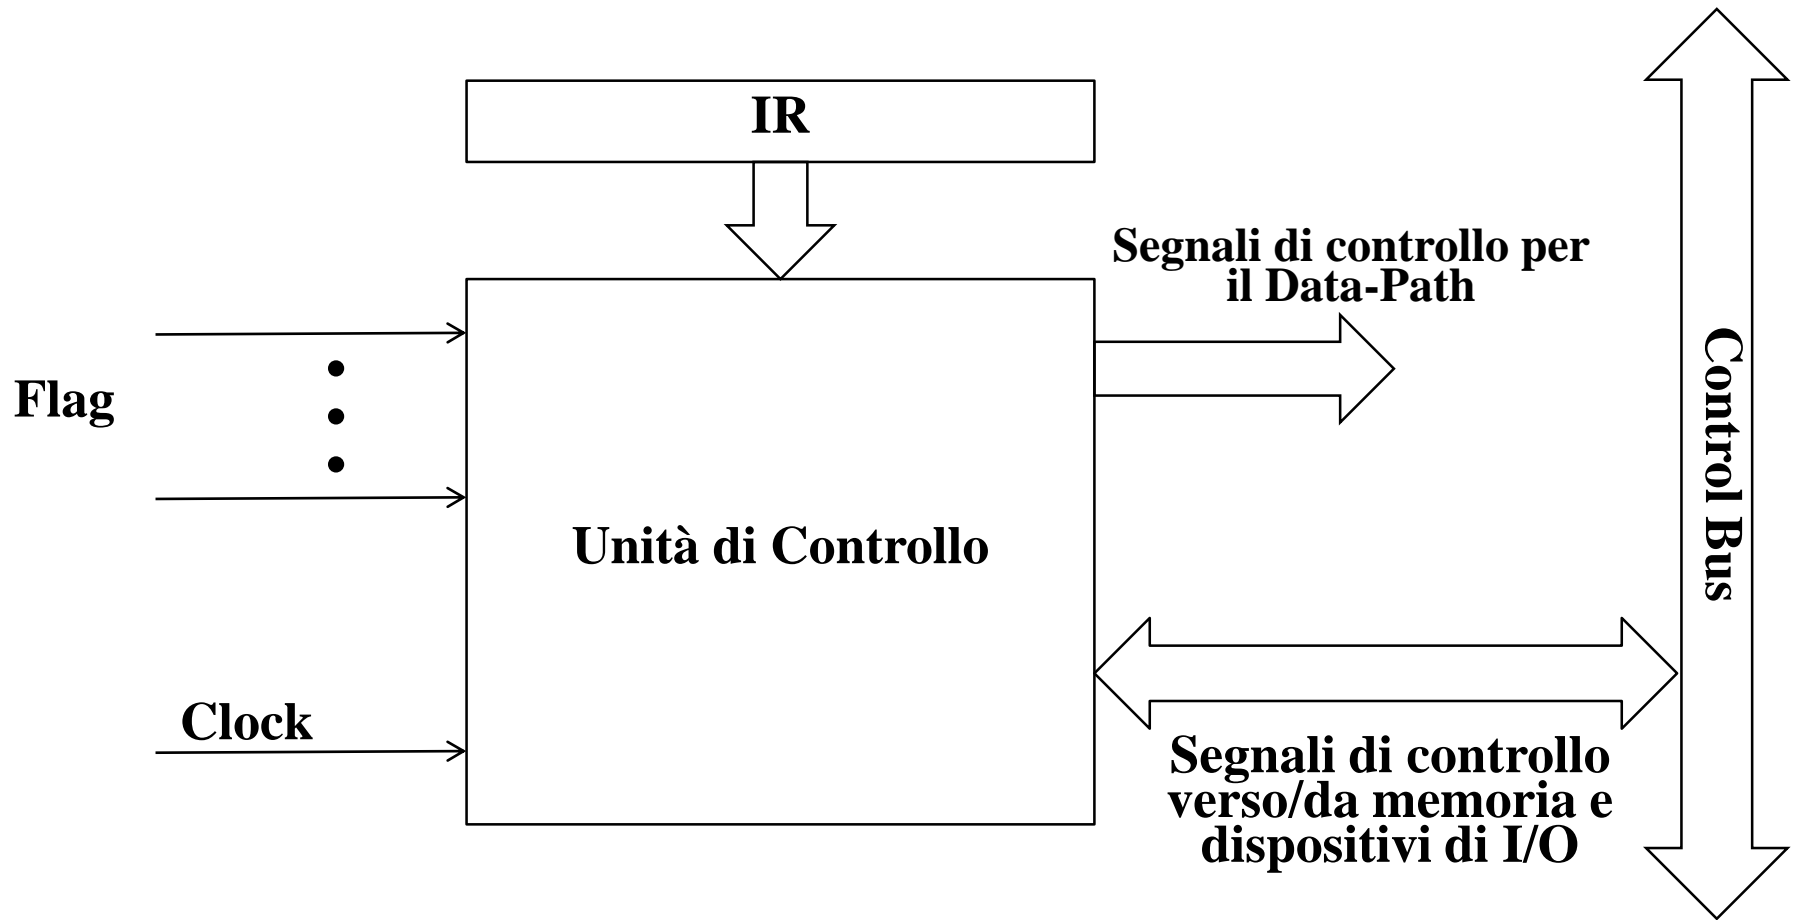 IR
Segnali di controllo per
il Data-Path
Flag
Unità di Controllo
Control Bus
Clock
Segnali di controllo
verso/da memoria e
dispositivi di I/O